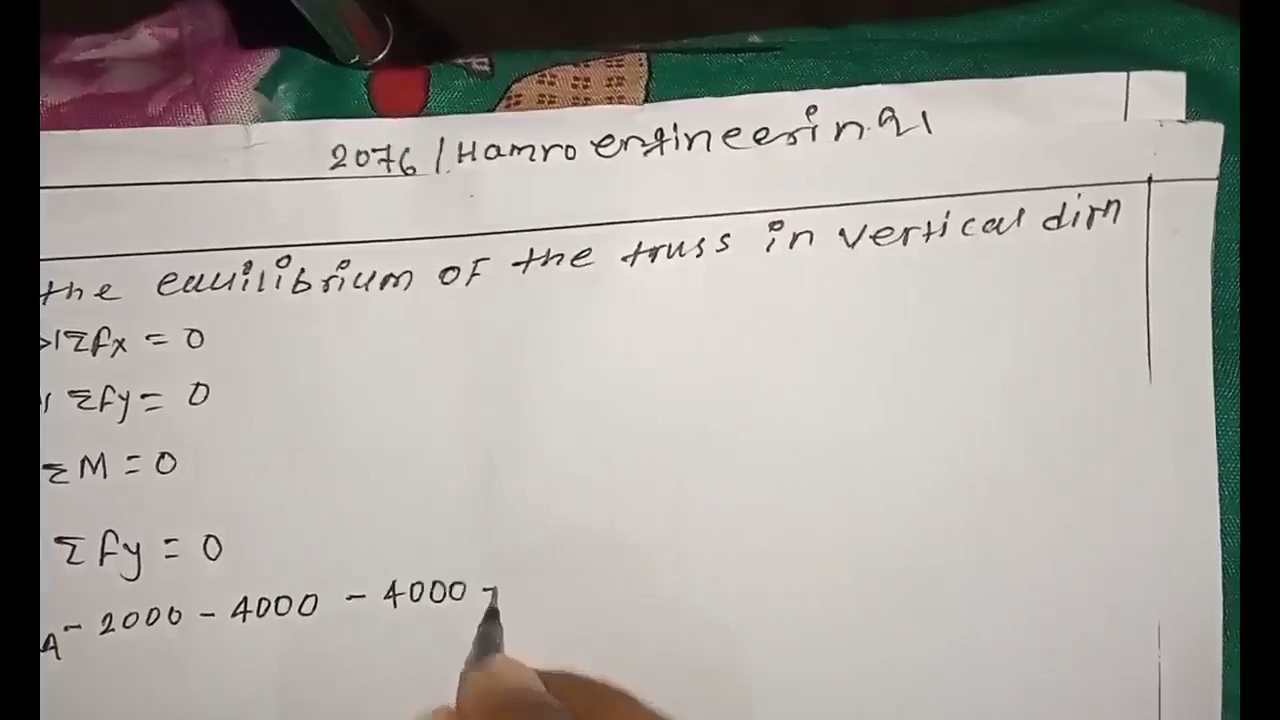 2076 / Hamro engineering
the equilibrium of the truss in vertical dirn
Σfx = 0
Σfy = 0
ΣM = 0
Σfy = 0
A - 2000 - 4000 - 4000 -